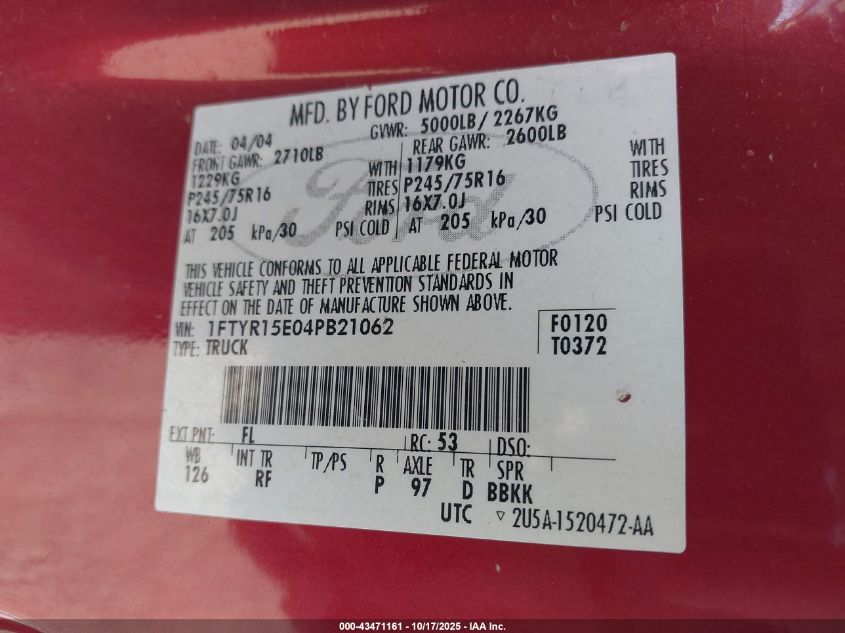 MFD. BY FORD MOTOR CO.
DATE: 04/04 GVWR: 5000LB/ 2267KG
FRONT GAWR: 2710LB REAR GAWR: 2600LB
1229KG WITH 1179KG WITH
P245/75R16 TIRES P245/75R16 TIRES
16X7.0J RIMS 16X7.0J RIMS
AT 205 kPa/30 PSI COLD AT 205 kPa/30 PSI COLD
Ford
THIS VEHICLE CONFORMS TO ALL APPLICABLE FEDERAL MOTOR
VEHICLE SAFETY AND THEFT PREVENTION STANDARDS IN
EFFECT ON THE DATE OF MANUFACTURE SHOWN ABOVE.
VIN: 1FTYR15E04PB21062 F0120
TYPE: TRUCK T0372
EXT PNT: FL RC: 53 DSO:
WB INT TR TP/PS R AXLE TR SPR
126 RF P 97 D BBKK
UTC ▽ 2U5A-1520472-AA
000-43471161 - 10/17/2025 - IAA Inc.